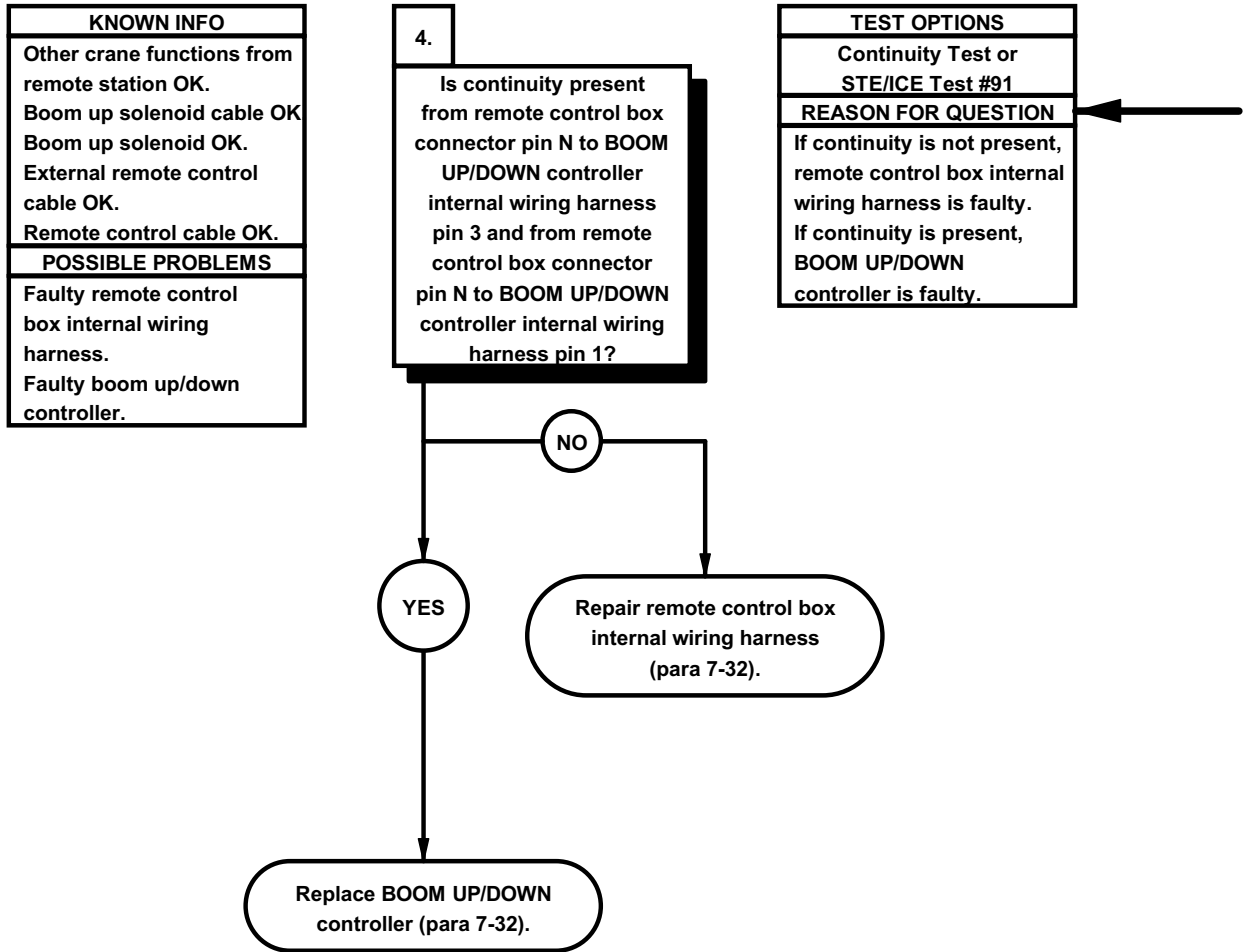 KNOWN INFO
Other crane functions from
remote station OK.
Boom up solenoid cable OK
Boom up solenoid OK.
External remote control
cable OK.
Remote control cable OK.
POSSIBLE PROBLEMS
Faulty remote control
box internal wiring
harness.
Faulty boom up/down
controller.
4.
Is continuity present
from remote control box
connector pin N to BOOM
UP/DOWN controller
internal wiring harness
pin 3 and from remote
control box connector
pin N to BOOM UP/DOWN
controller internal wiring
harness pin 1?
TEST OPTIONS
Continuity Test or
STE/ICE Test #91
REASON FOR QUESTION
If continuity is not present,
remote control box internal
wiring harness is faulty.
If continuity is present,
BOOM UP/DOWN
controller is faulty.
NO
YES
Repair remote control box
internal wiring harness
(para 7-32).
Replace BOOM UP/DOWN
controller (para 7-32).